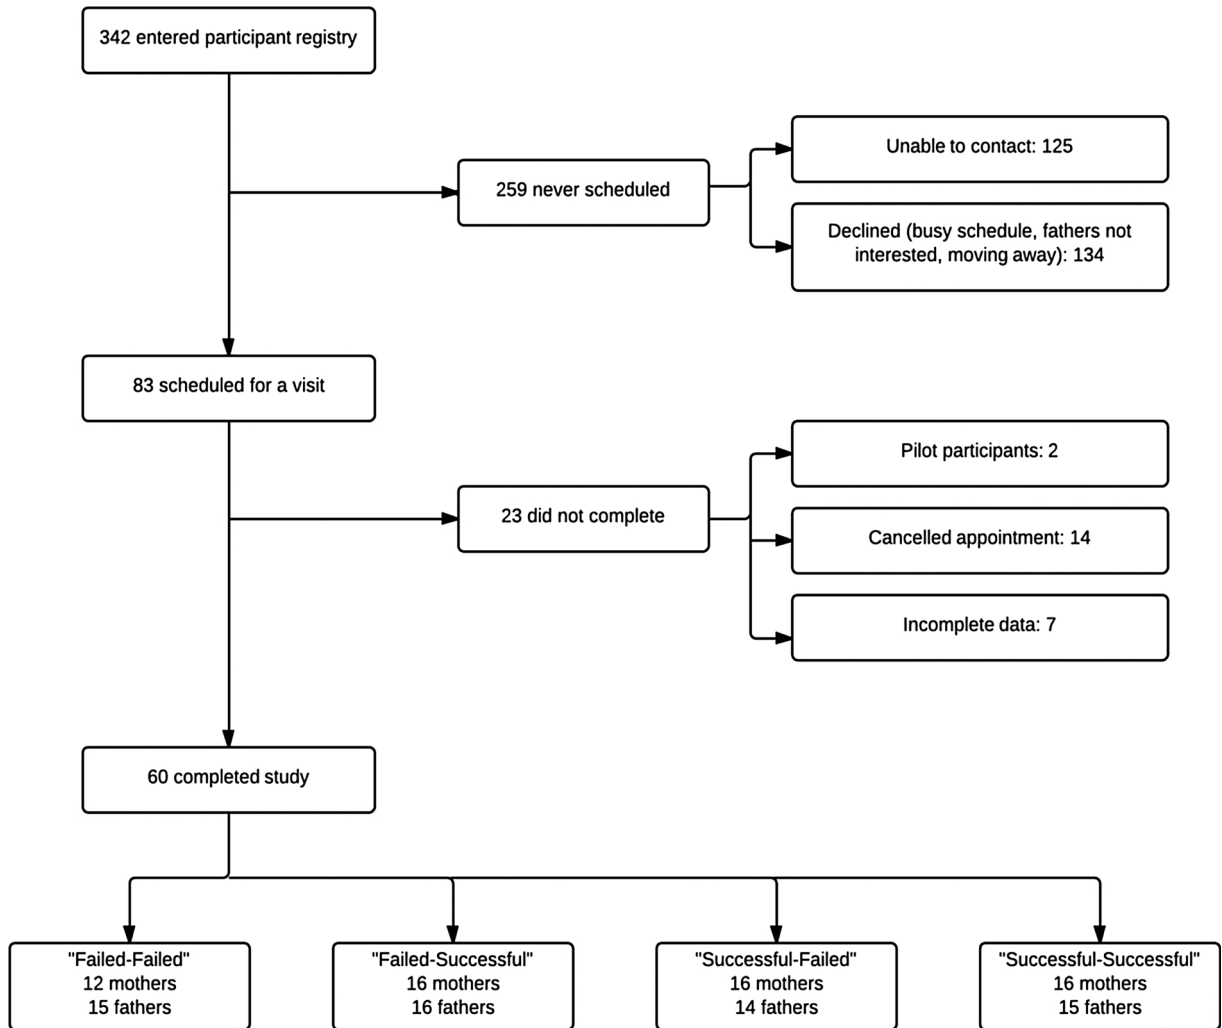 342 entered participant registry
Unable to contact: 125
259 never scheduled
Declined (busy schedule, fathers not
interested, moving away): 134
83 scheduled for a visit
Pilot participants: 2
23 did not complete
Cancelled appointment: 14
Incomplete data: 7
60 completed study
"Failed-Failed"
12 mothers
15 fathers
"Failed-Successful"
16 mothers
16 fathers
"Successful-Failed"
16 mothers
14 fathers
"Successful-Successful"
16 mothers
15 fathers